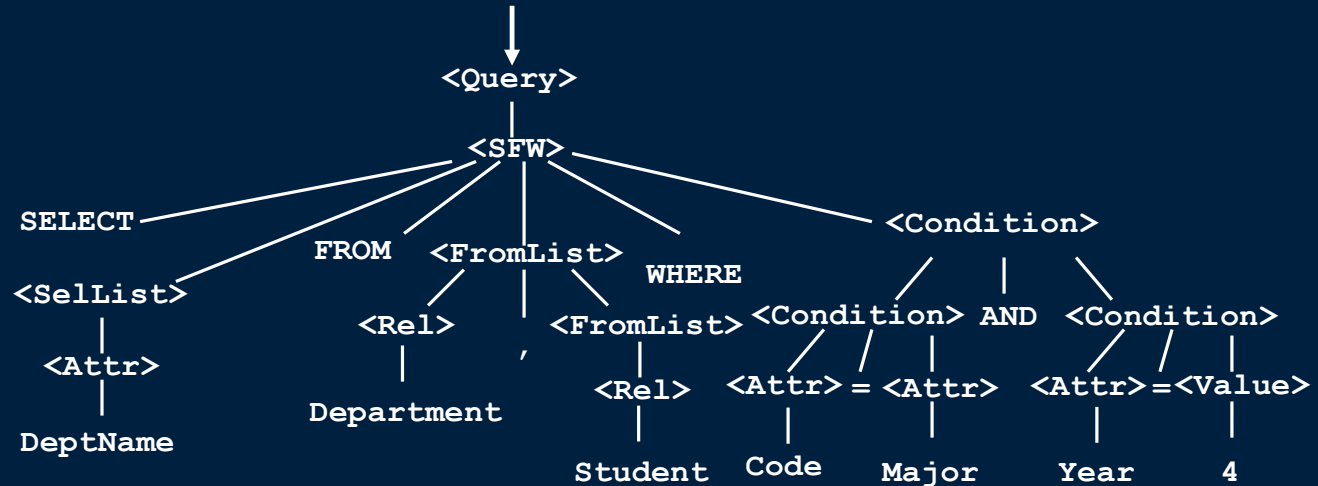 <Query>
<SFW>
SELECT <Condition>
FROM <FromList> WHERE
<SelList> <Rel> , <FromList> <Condition> AND <Condition>
<Attr> <Rel> <Attr> = <Attr> <Attr> = <Value>
DeptName Department Student Code Major Year 4